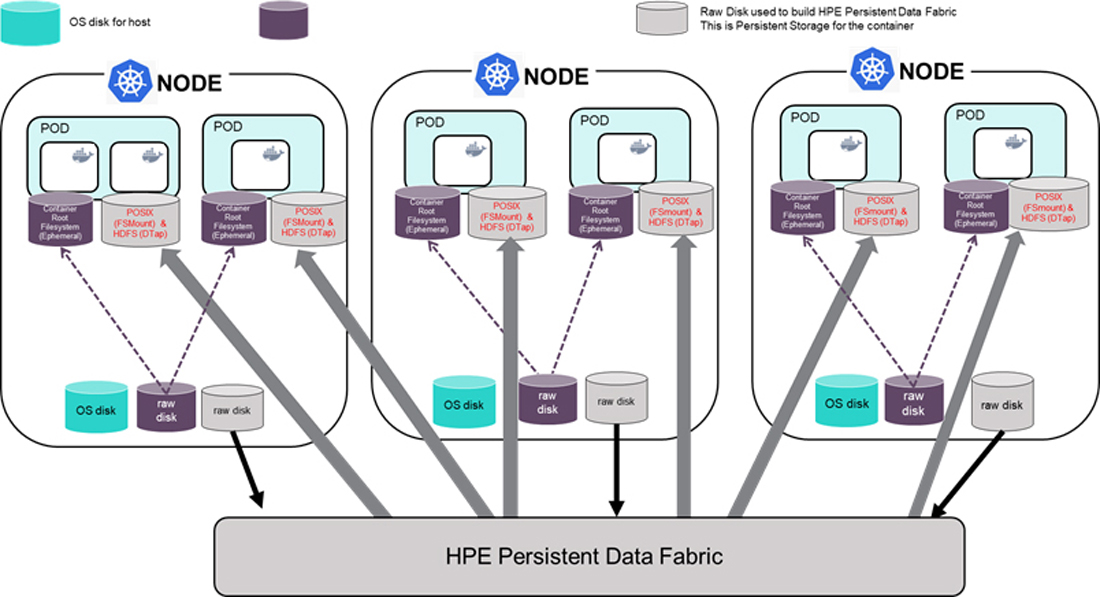 OS disk for host
Raw Disk used to build HPE Persistent Data Fabric
This is Persistent Storage for the container
NODE
POD
POD
Container
Root
Filesystem
(Ephemeral)
POSIX
(FSMount) &
HDFS (DTap)
Container
Root
Filesystem
(Ephemeral)
POSIX
(FSMount) &
HDFS (DTap)
OS disk
raw
disk
raw disk
NODE
POD
POD
Container
Root
Filesystem
(Ephemeral)
POSIX
(FSMount) &
HDFS (DTap)
Container
Root
Filesystem
(Ephemeral)
POSIX
(FSmount) &
HDFS (DTap)
OS disk
raw
disk
raw disk
NODE
POD
POD
Container
Root
Filesystem
(Ephemeral)
POSIX
(FSmount) &
HDFS (DTap)
Container
Root
Filesystem
(Ephemeral)
POSIX
(FSmount) &
HDFS (DTap)
OS disk
raw
disk
raw disk
HPE Persistent Data Fabric